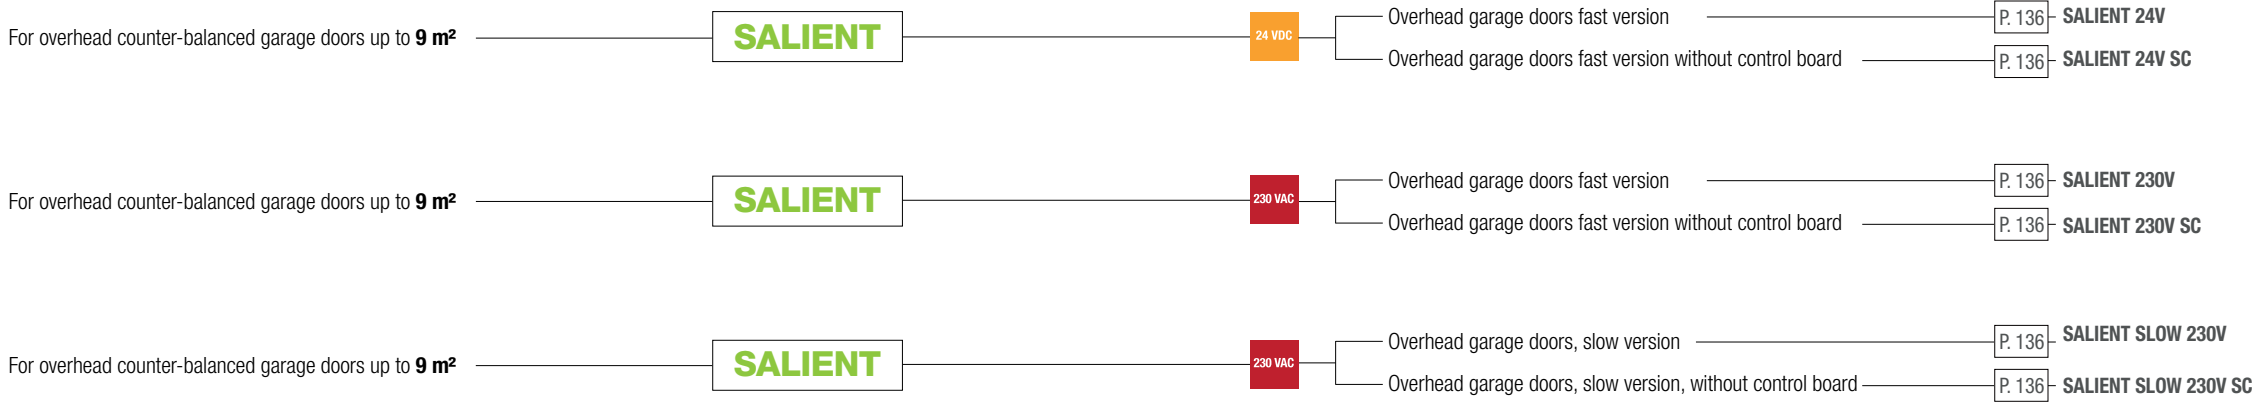 Overhead garage doors fast version P. 136 SALIENT 24V
For overhead counter-balanced garage doors up to 9 m² SALIENT 24 VDC
Overhead garage doors fast version without control board P. 136 SALIENT 24V SC
Overhead garage doors fast version P. 136 SALIENT 230V
For overhead counter-balanced garage doors up to 9 m² SALIENT 230 VAC
Overhead garage doors fast version without control board P. 136 SALIENT 230V SC
Overhead garage doors, slow version P. 136 SALIENT SLOW 230V
For overhead counter-balanced garage doors up to 9 m² SALIENT 230 VAC
Overhead garage doors, slow version, without control board P. 136 SALIENT SLOW 230V SC